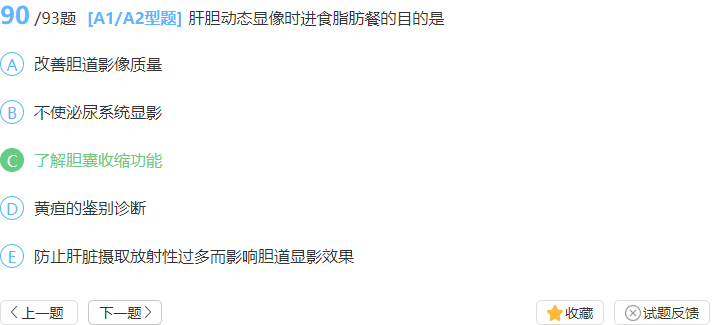 90/93题 [A1/A2型题] 肝胆动态显像时进食脂肪餐的目的是
A 改善胆道影像质量
B 不使泌尿系统显影
C 了解胆囊收缩功能
D 黄疸的鉴别诊断
E 防止肝脏摄取放射性过多而影响胆道显影效果
上一题 下一题 收藏 试题反馈